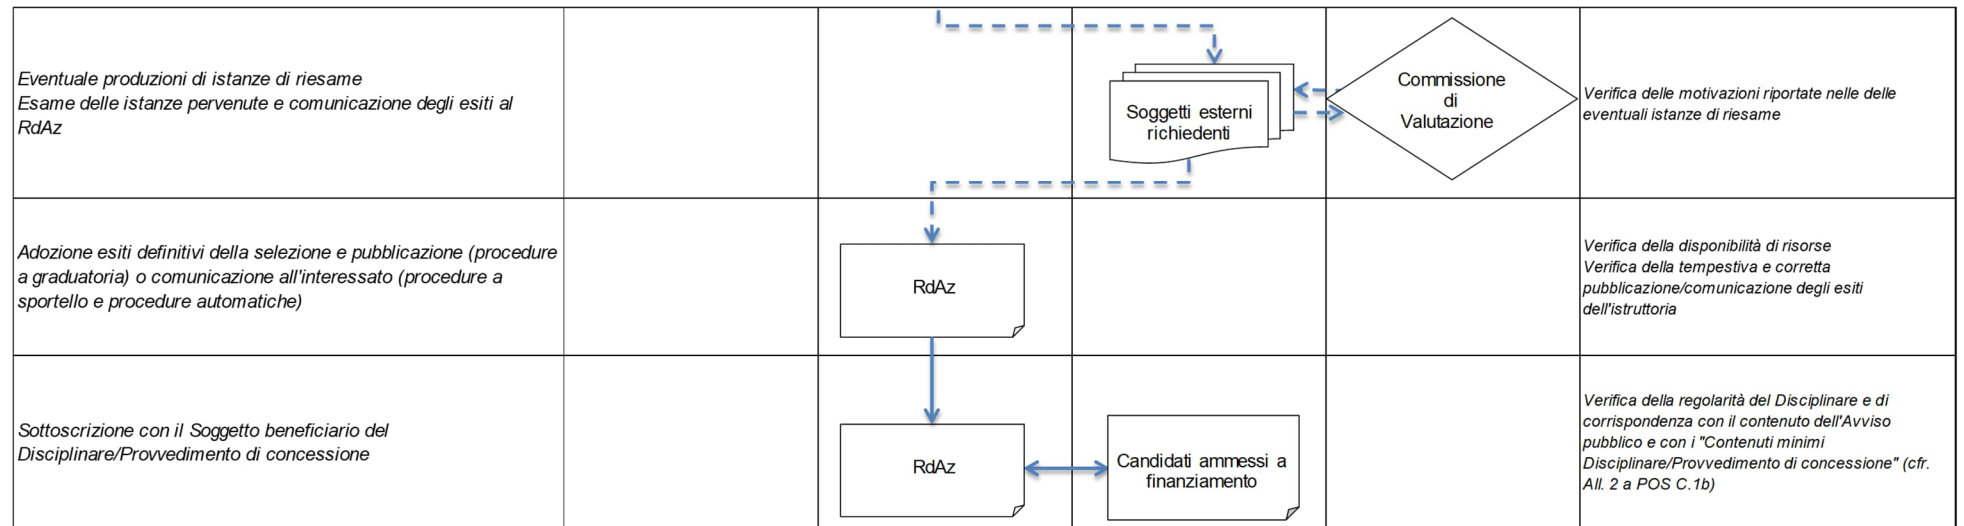 Eventuale produzioni di istanze di riesame
Esame delle istanze pervenute e comunicazione degli esiti al
RdAz
Soggetti esterni
richiedenti
Commissione
di
Valutazione
Verifica delle motivazioni riportate nelle delle
eventuali istanze di riesame
Adozione esiti definitivi della selezione e pubblicazione (procedure
a graduatoria) o comunicazione all'interessato (procedure a
sportello e procedure automatiche)
RdAz
Verifica della disponibilità di risorse
Verifica della tempestiva e corretta
pubblicazione/comunicazione degli esiti
dell'istruttoria
Sottoscrizione con il Soggetto beneficiario del
Disciplinare/Provvedimento di concessione
RdAz
Candidati ammessi a
finanziamento
Verifica della regolarità del Disciplinare e di
corrispondenza con il contenuto dell'Avviso
pubblico e con i "Contenuti minimi
Disciplinare/Provvedimento di concessione" (cfr.
All. 2 a POS C.1b)